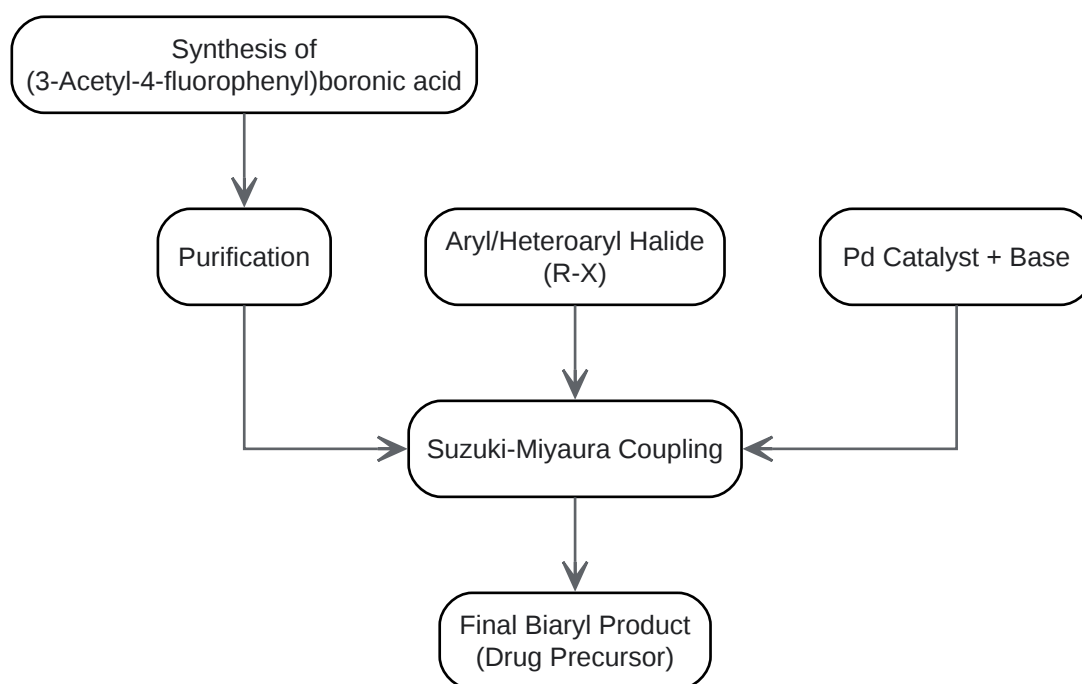 Synthesis of
(3-Acetyl-4-fluorophenyl)boronic acid
Purification
Aryl/Heteroaryl Halide
(R-X)
Pd Catalyst + Base
Suzuki-Miyaura Coupling
Final Biaryl Product
(Drug Precursor)